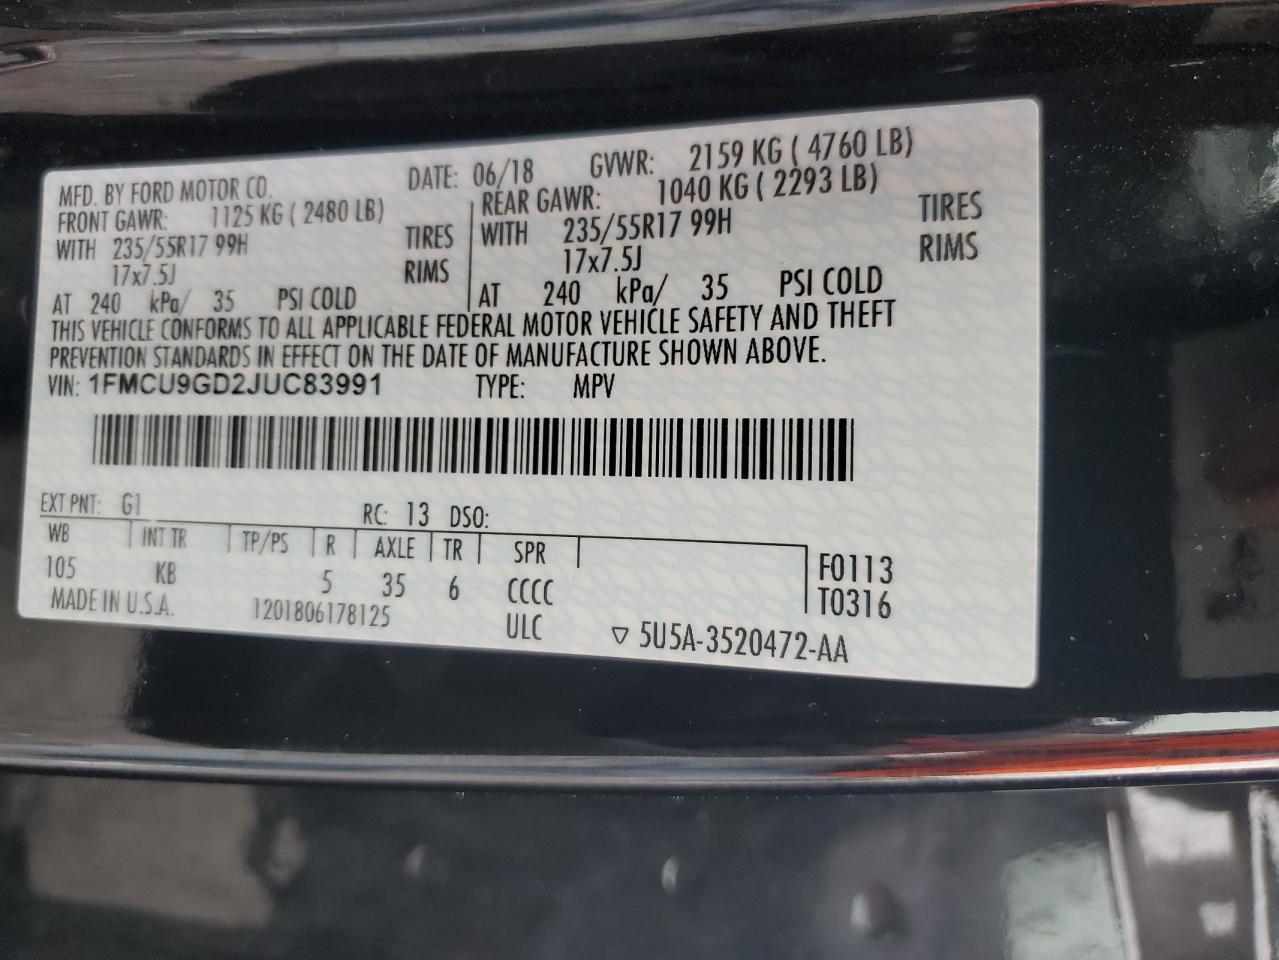 MFD. BY FORD MOTOR CO. DATE: 06/18 GVWR: 2159 KG ( 4760 LB)
FRONT GAWR: 1125 KG ( 2480 LB) REAR GAWR: 1040 KG ( 2293 LB)
WITH 235/55R17 99H TIRES WITH 235/55R17 99H TIRES
17x7.5J RIMS 17x7.5J RIMS
AT 240 kPa/ 35 PSI COLD AT 240 kPa/ 35 PSI COLD
THIS VEHICLE CONFORMS TO ALL APPLICABLE FEDERAL MOTOR VEHICLE SAFETY AND THEFT
PREVENTION STANDARDS IN EFFECT ON THE DATE OF MANUFACTURE SHOWN ABOVE.
VIN: 1FMCU9GD2JUC83991 TYPE: MPV
EXT PNT: G1 RC: 13 DSO:
WB INT TR TP/PS R AXLE TR SPR F0113
105 KB 5 35 6 CCCC T0316
MADE IN U.S.A. 1201806178125 ULC ▽ 5U5A-3520472-AA